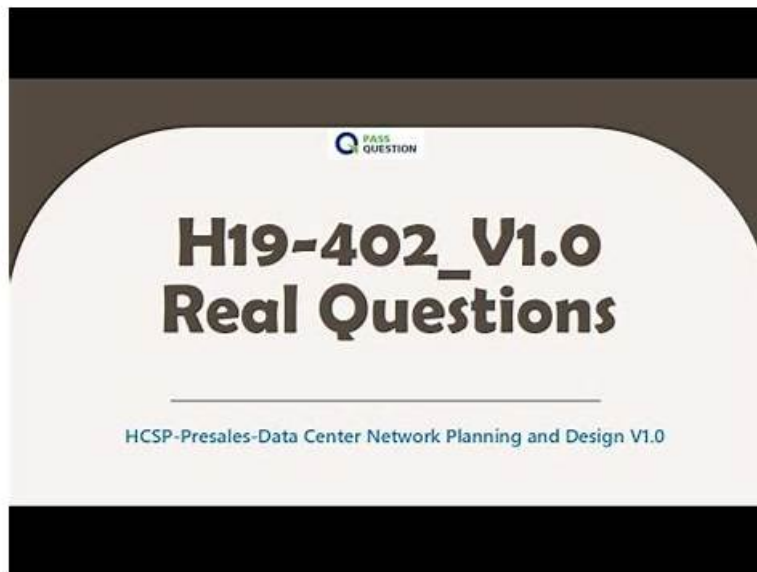 PASS
QUESTION
H19-402_V1.0
Real Questions
HCSP-Presales-Data Center Network Planning and Design V1.0